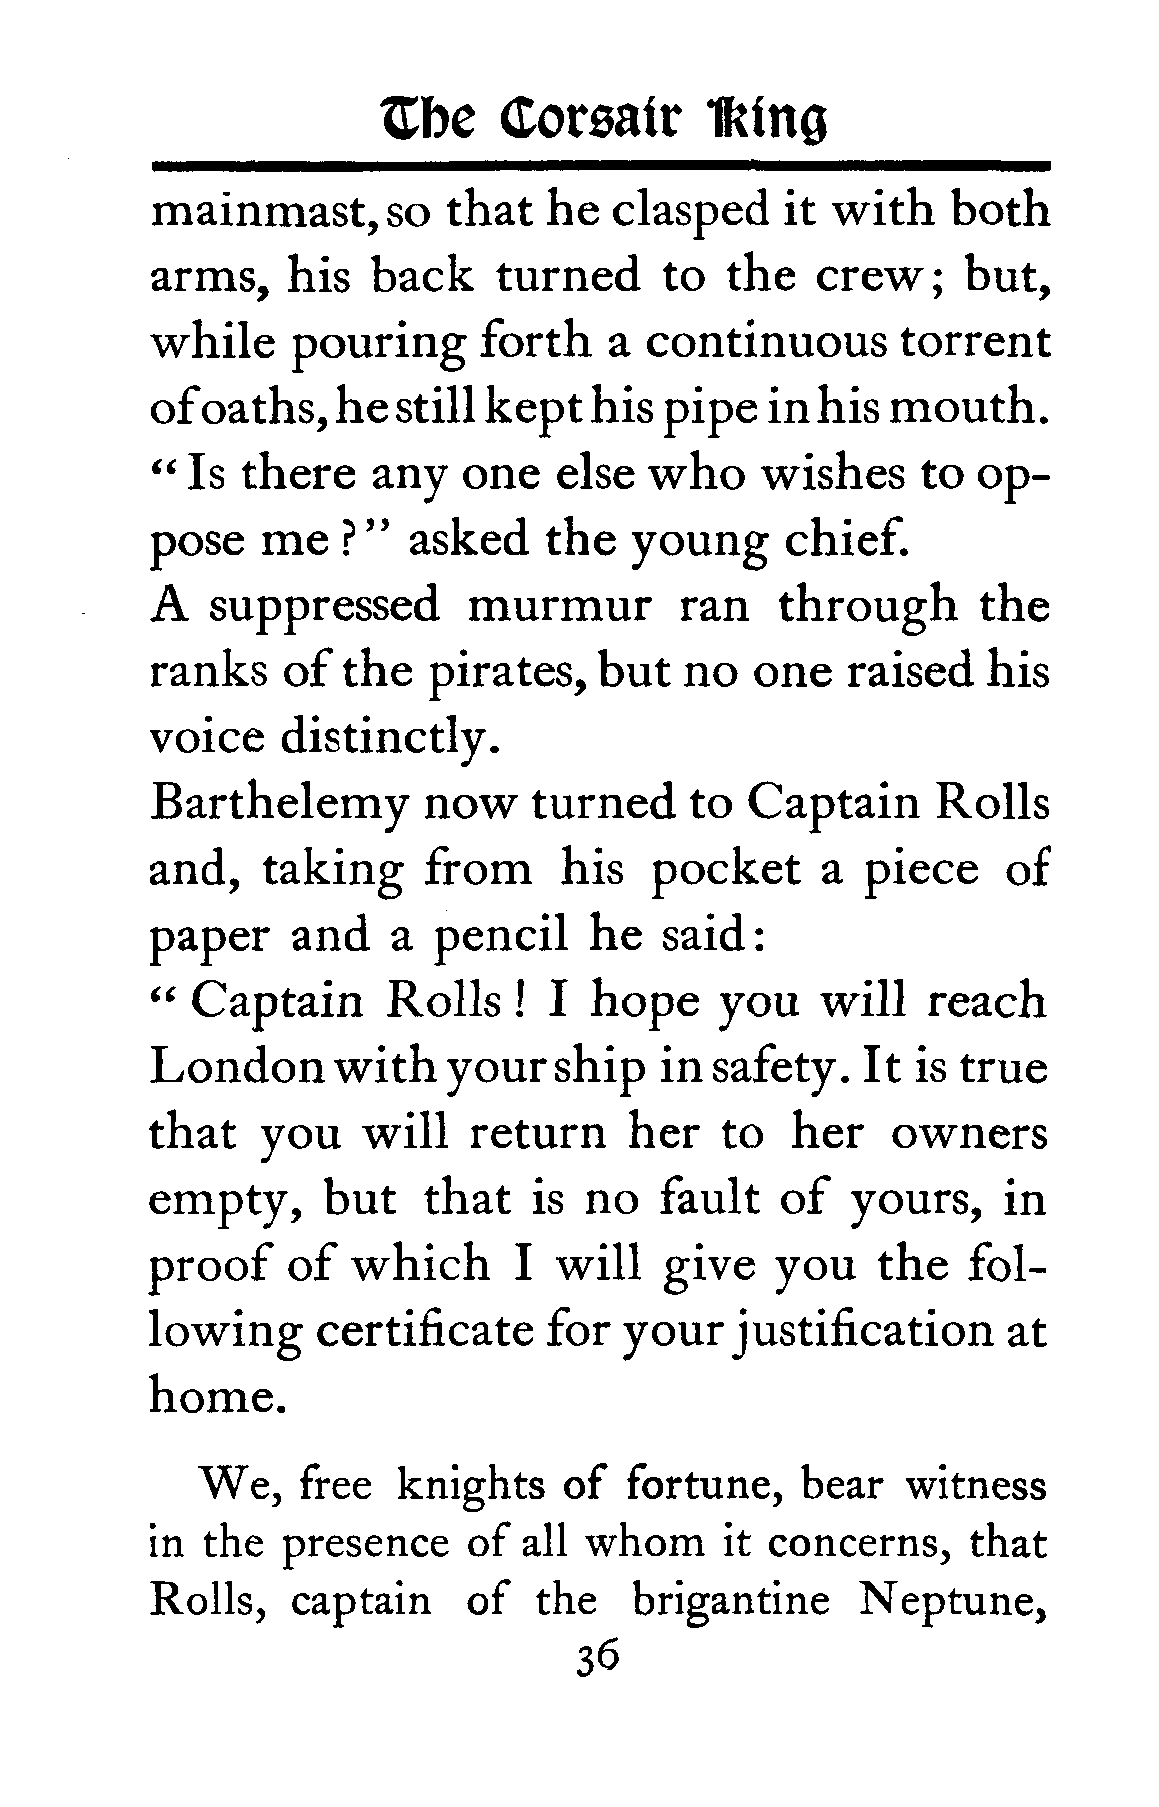 The Corsair King
mainmast, so that he clasped it with both
arms, his back turned to the crew; but,
while pouring forth a continuous torrent
of oaths, he still kept his pipe in his mouth.
“ Is there any one else who wishes to op-
pose me ? ” asked the young chief.
A suppressed murmur ran through the
ranks of the pirates, but no one raised his
voice distinctly.
Barthelemy now turned to Captain Rolls
and, taking from his pocket a piece of
paper and a pencil he said :
“ Captain Rolls ! I hope you will reach
London with your ship in safety. It is true
that you will return her to her owners
empty, but that is no fault of yours, in
proof of which I will give you the fol-
lowing certificate for your justification at
home.
We, free knights of fortune, bear witness
in the presence of all whom it concerns, that
Rolls, captain of the brigantine Neptune,
36